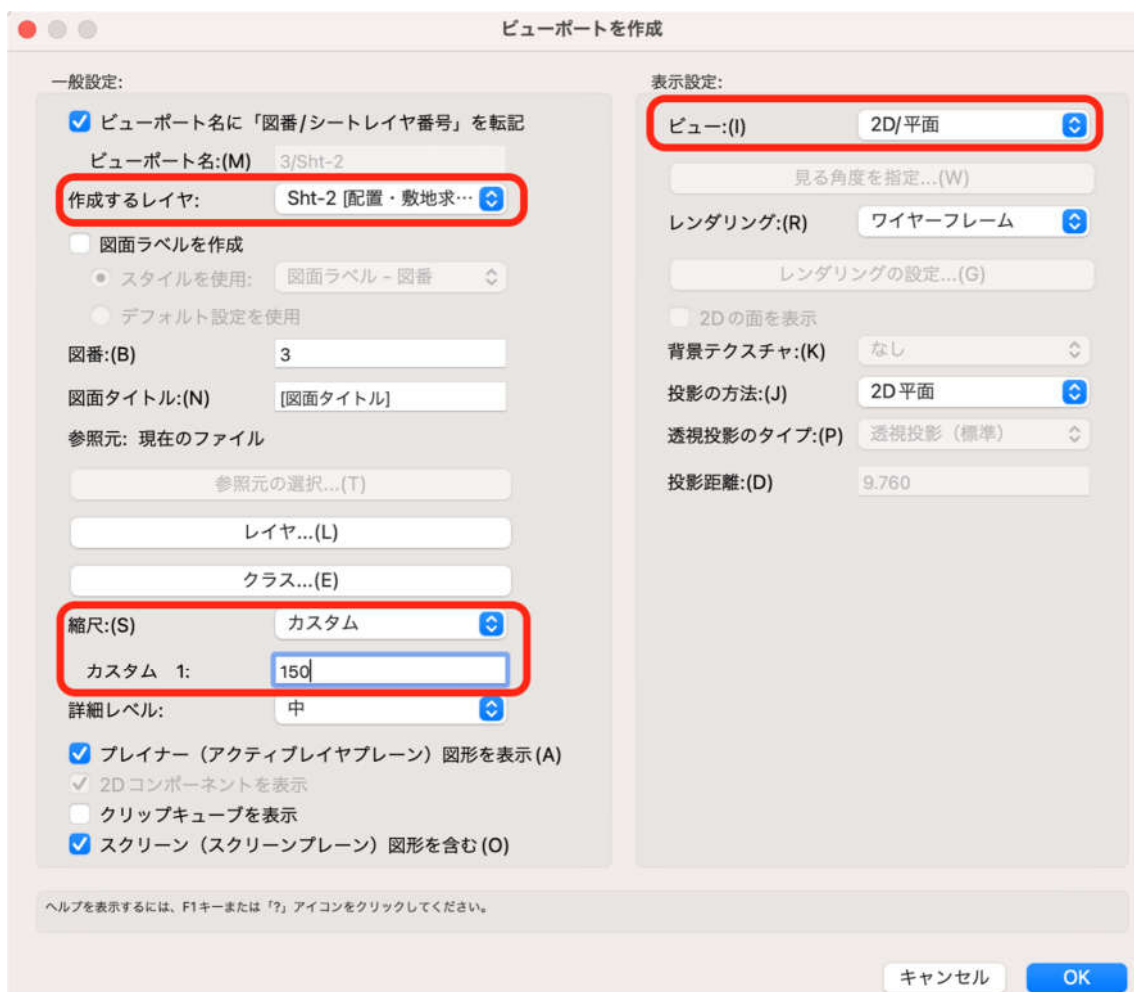 ビューポートを作成
一般設定:
ビューポート名に「図番/シートレイヤ番号」を転記
ビューポート名:(M) 3/Sht-2
作成するレイヤ: Sht-2 [配置・敷地求…
図面ラベルを作成
スタイルを使用: 図面ラベル - 図番
デフォルト設定を使用
図番:(B) 3
図面タイトル:(N) [図面タイトル]
参照元: 現在のファイル
参照元の選択...(T)
レイヤ...(L)
クラス...(E)
縮尺:(S) カスタム
カスタム 1: 150
詳細レベル: 中
プレイナー（アクティブレイヤプレーン）図形を表示(A)
2Dコンポーネントを表示
クリップキューブを表示
スクリーン（スクリーンプレーン）図形を含む(O)
表示設定:
ビュー:(I) 2D/平面
見る角度を指定...(W)
レンダリング:(R) ワイヤーフレーム
レンダリングの設定...(G)
2Dの面を表示
背景テクスチャ:(K) なし
投影の方法:(J) 2D平面
透視投影のタイプ:(P) 透視投影（標準）
投影距離:(D) 9.760
ヘルプを表示するには、F1キーまたは「?」アイコンをクリックしてください。
キャンセル OK